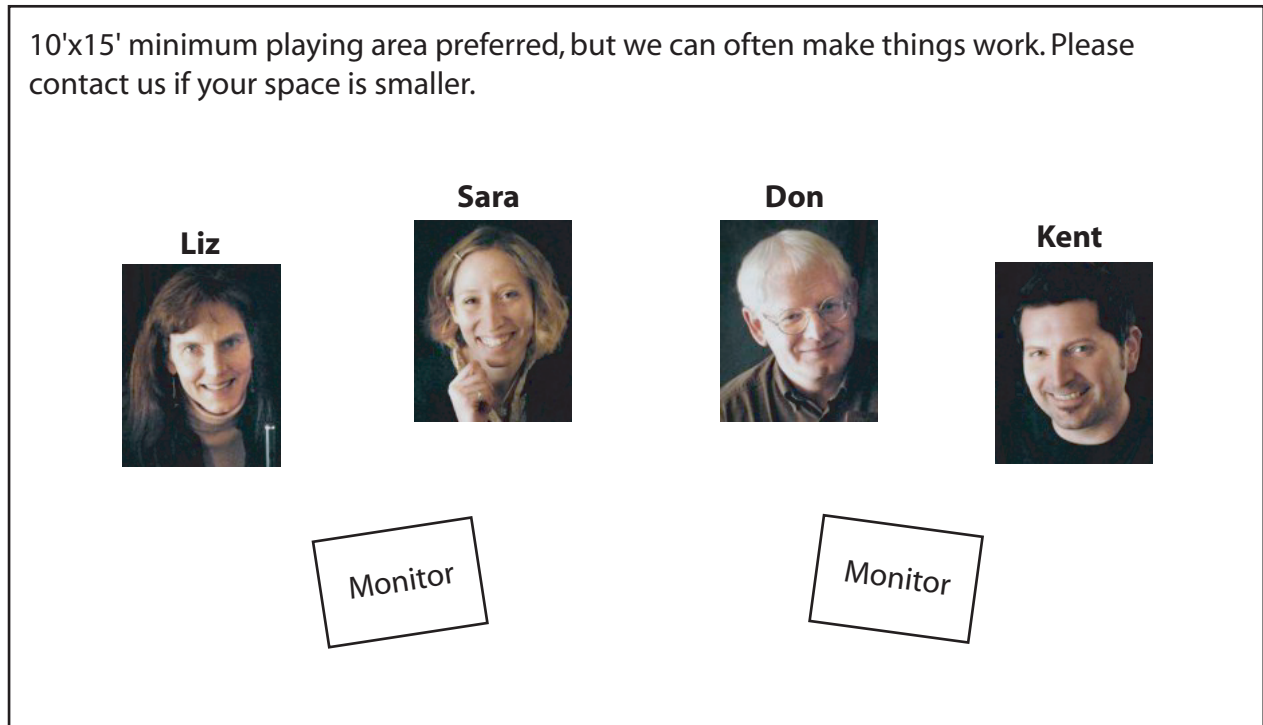 10'x15' minimum playing area preferred, but we can often make things work. Please
contact us if your space is smaller.
Sara
Don
Liz
Kent
Monitor
Monitor